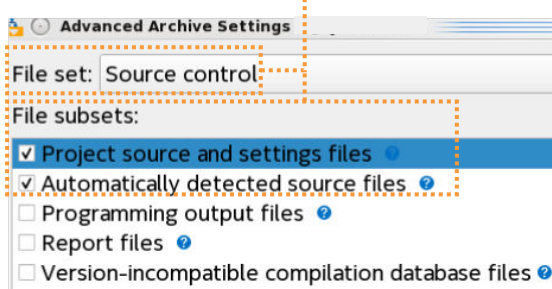 Advanced Archive Settings
File set: Source control
File subsets:
Project source and settings files ?
Automatically detected source files ?
Programming output files ?
Report files ?
Version-incompatible compilation database files ?